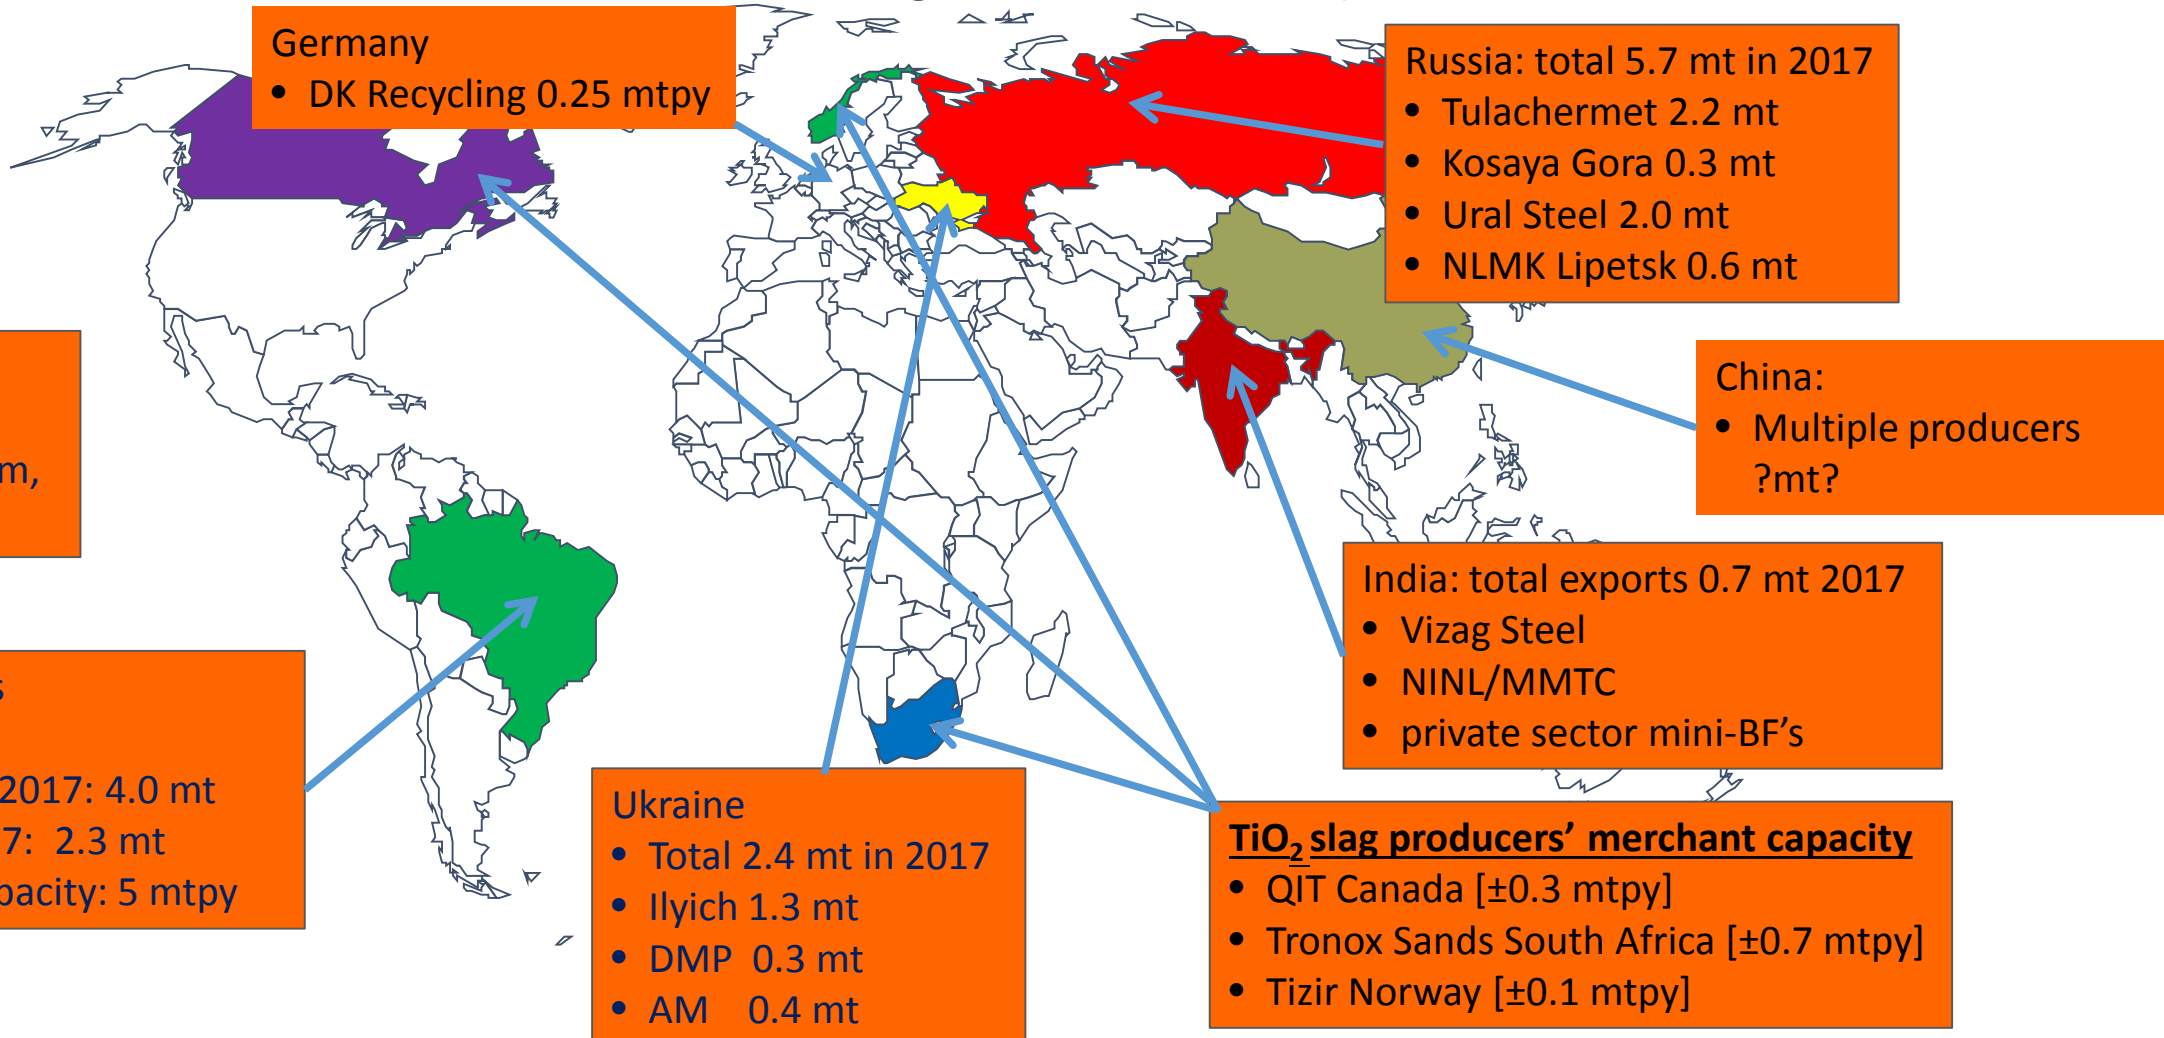 Germany
• DK Recycling 0.25 mtpy
Russia: total 5.7 mt in 2017
• Tulachermet 2.2 mt
• Kosaya Gora 0.3 mt
• Ural Steel 2.0 mt
• NLMK Lipetsk 0.6 mt
China:
• Multiple producers
?mt?
m,
India: total exports 0.7 mt 2017
• Vizag Steel
• NINL/MMTC
• private sector mini-BF’s
s
2017: 4.0 mt
7: 2.3 mt
pacity: 5 mtpy
Ukraine
• Total 2.4 mt in 2017
• Ilyich 1.3 mt
• DMP 0.3 mt
• AM 0.4 mt
TiO₂ slag producers’ merchant capacity
• QIT Canada [±0.3 mtpy]
• Tronox Sands South Africa [±0.7 mtpy]
• Tizir Norway [±0.1 mtpy]